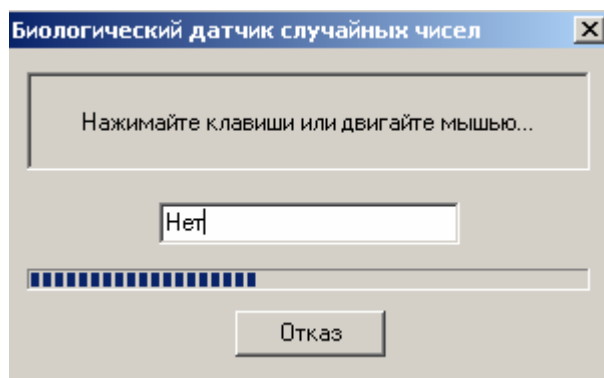 Биологический датчик случайных чисел
Нажимайте клавиши или двигайте мышью...
Нет
Отказ